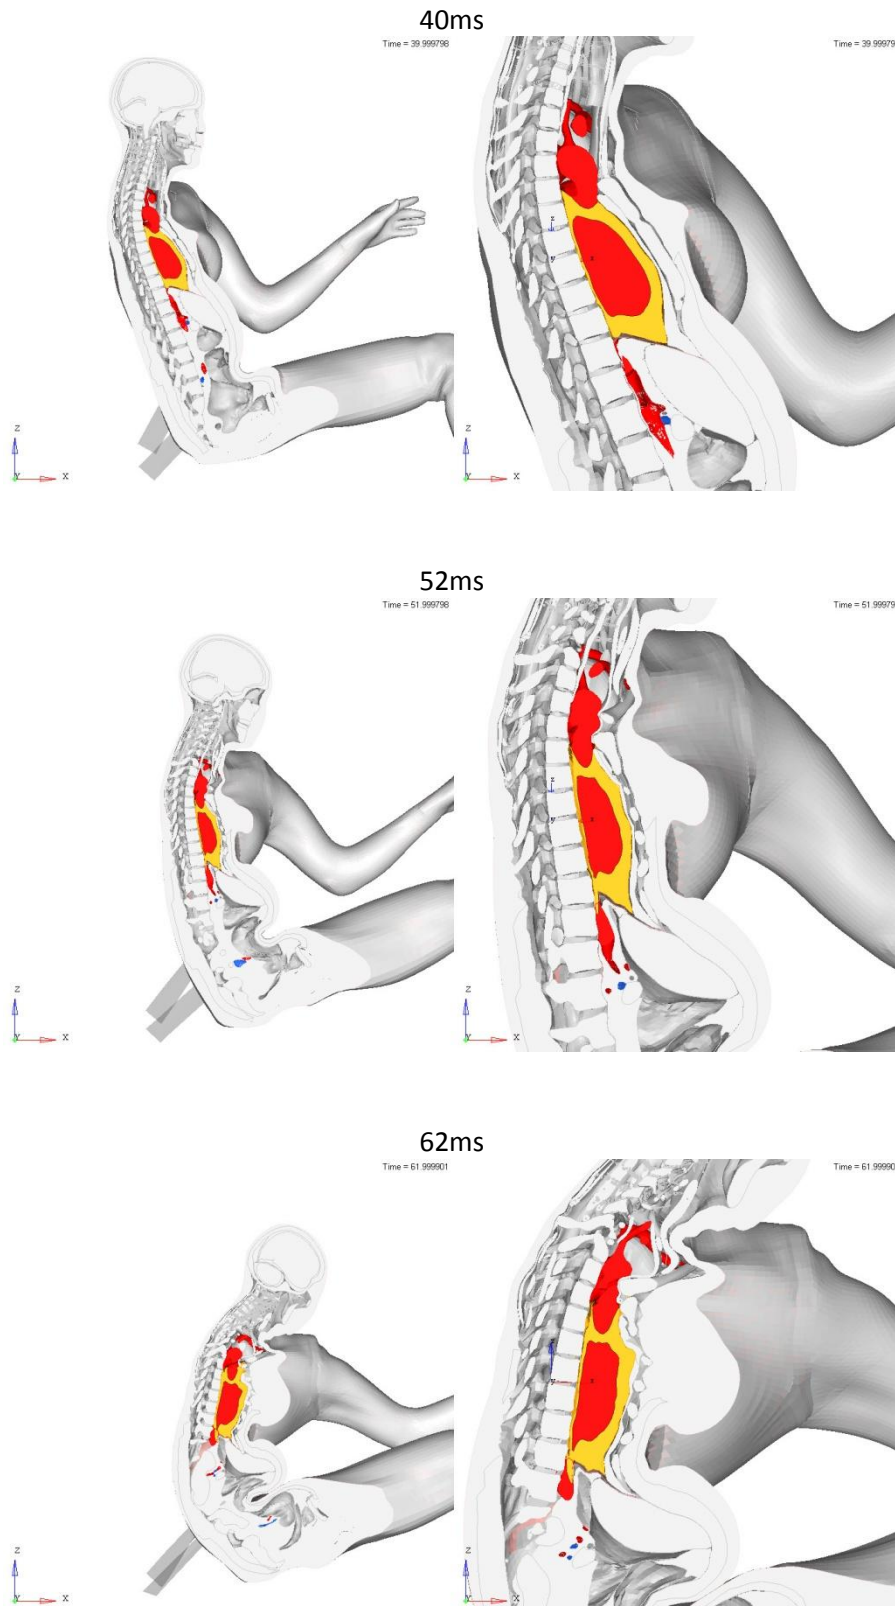 40ms
Time = 39.999798
Time = 39.99979
Z
Y X
Z
Y X
52ms
Time = 51.999798
Time = 51.99979
Z
Y X
Z
Y X
62ms
Time = 61.999901
Time = 61.99990
Z
Y X
Z
Y X